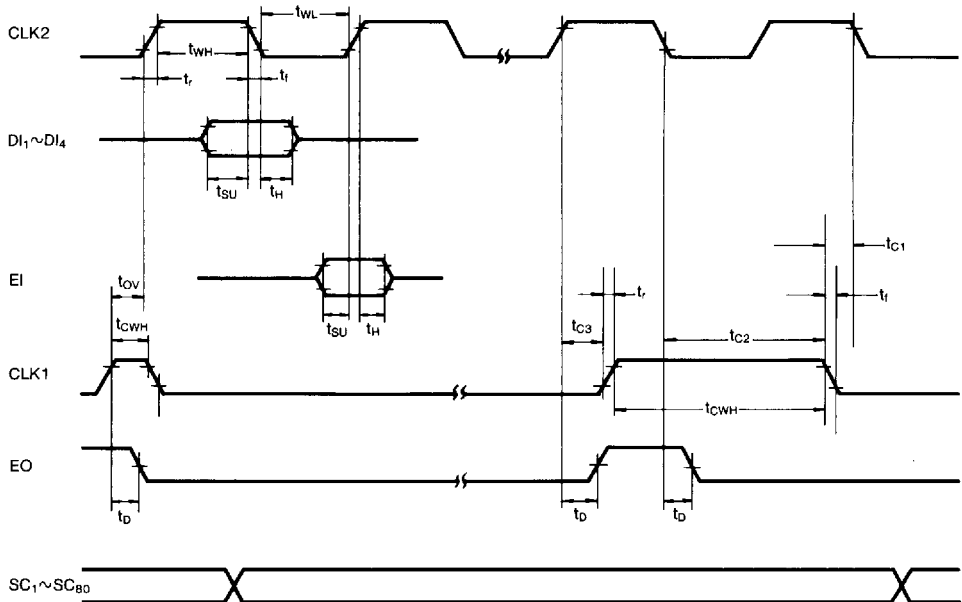 CLK2
tWL
tWH
tr
tf
DI1~DI4
tSU
tH
EI
tOV
tCWH
tSU
tH
tC1
tr
tf
tC3
tC2
CLK1
tCWH
EO
tD
tD
tD
SC1~SC80